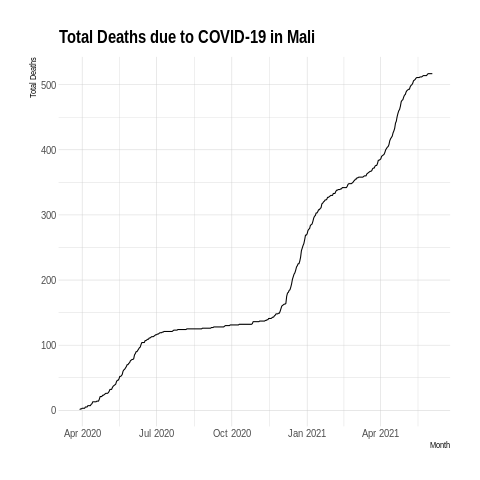 Total Deaths due to COVID-19 in Mali
Total Deaths
500
400
300
200
100
0
Apr 2020 Jul 2020 Oct 2020 Jan 2021 Apr 2021
Month